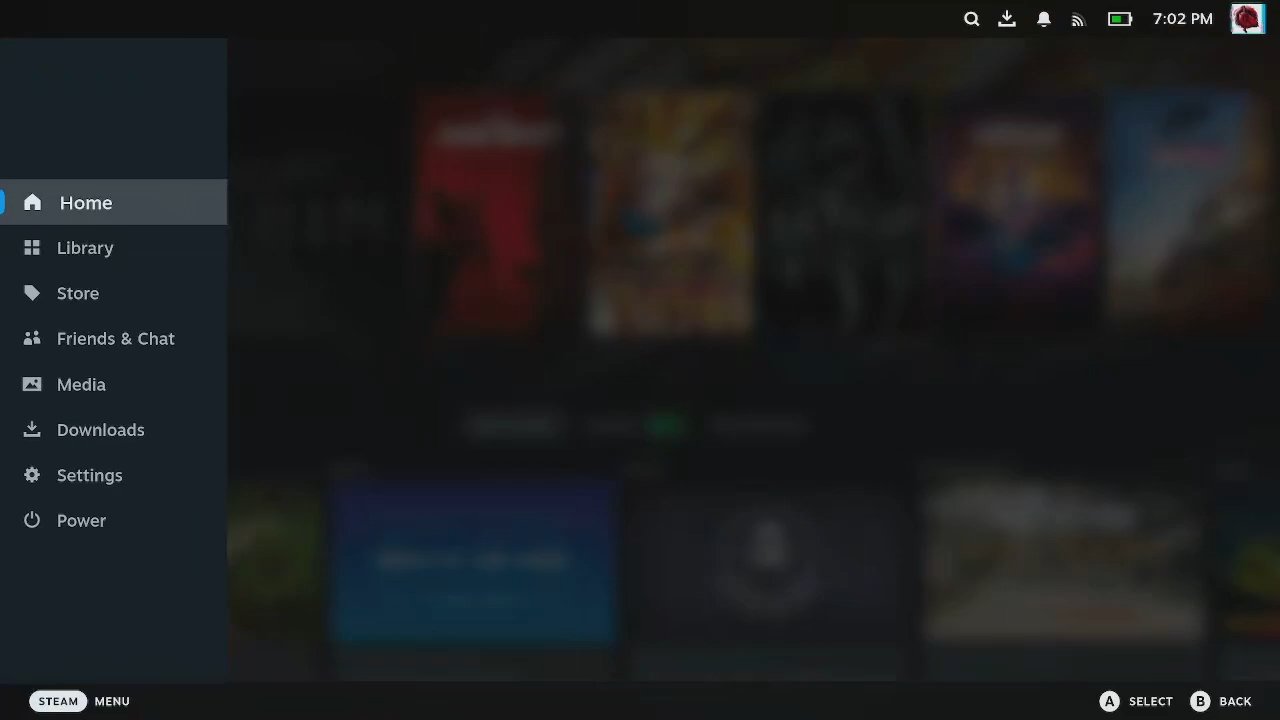 7:02 PM
Home
Library
Store
Friends & Chat
Media
Downloads
Settings
Power
STEAM MENU
A SELECT B BACK